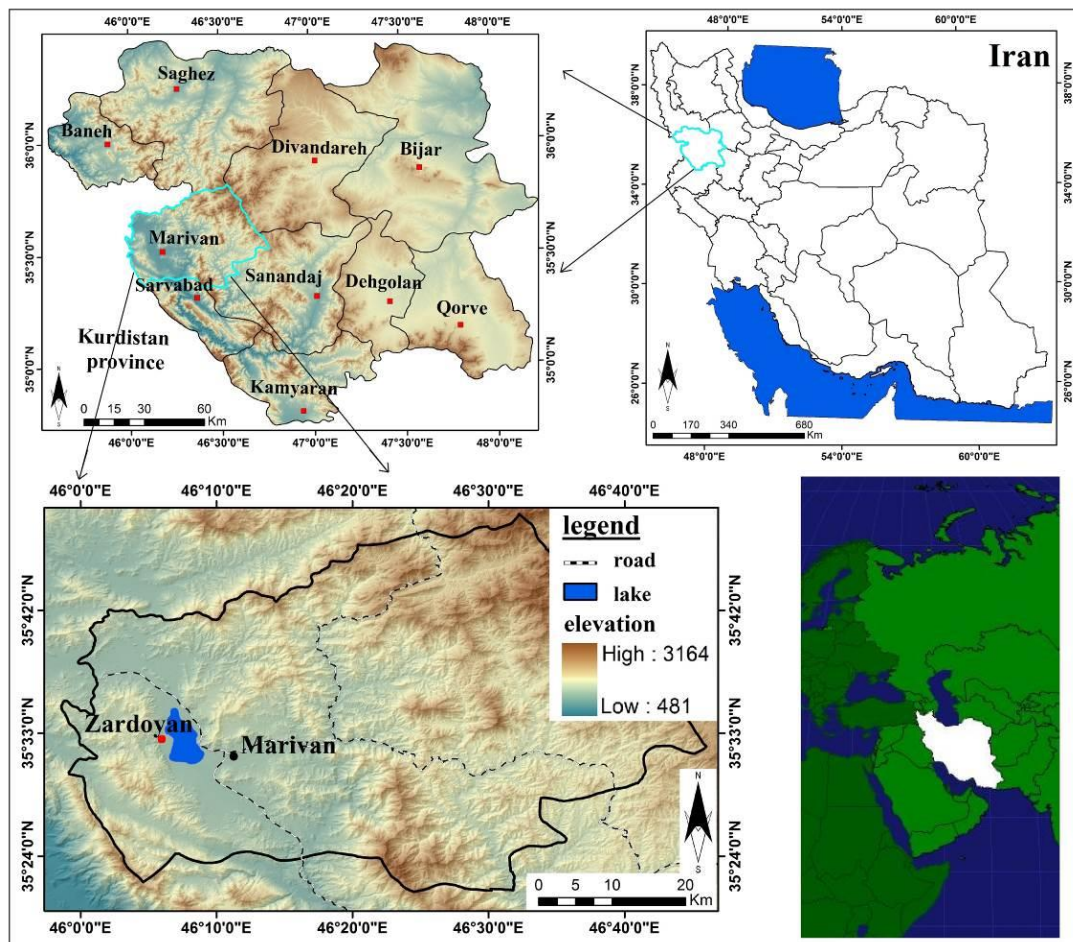 46°0'0"E 46°30'0"E 47°0'0"E 47°30'0"E 48°0'0"E
36°0'0"N
35°30'0"N
35°0'0"N
Saghez
Baneh
Divandareh
Bijar
Marivan
Sarvabad
Sanandaj
Dehgolan
Qorve
Kurdistan
province
Kamyaran
N
S
0 15 30 60
Km
36°0'0"N
35°30'0"N
35°0'0"N
46°0'0"E 46°30'0"E 47°0'0"E 47°30'0"E 48°0'0"E
48°0'0"E 54°0'0"E 60°0'0"E
Iran
38°0'0"N
34°0'0"N
30°0'0"N
26°0'0"N
38°0'0"N
34°0'0"N
30°0'0"N
26°0'0"N
N
S
0 170 340 680
Km
48°0'0"E 54°0'0"E 60°0'0"E
46°0'0"E 46°10'0"E 46°20'0"E 46°30'0"E 46°40'0"E
35°42'0"N
35°33'0"N
35°24'0"N
legend
road
lake
elevation
High : 3164
Low : 481
Zardoyan
Marivan
N
S
0 5 10 20
Km
35°42'0"N
35°33'0"N
35°24'0"N
46°0'0"E 46°10'0"E 46°20'0"E 46°30'0"E 46°40'0"E